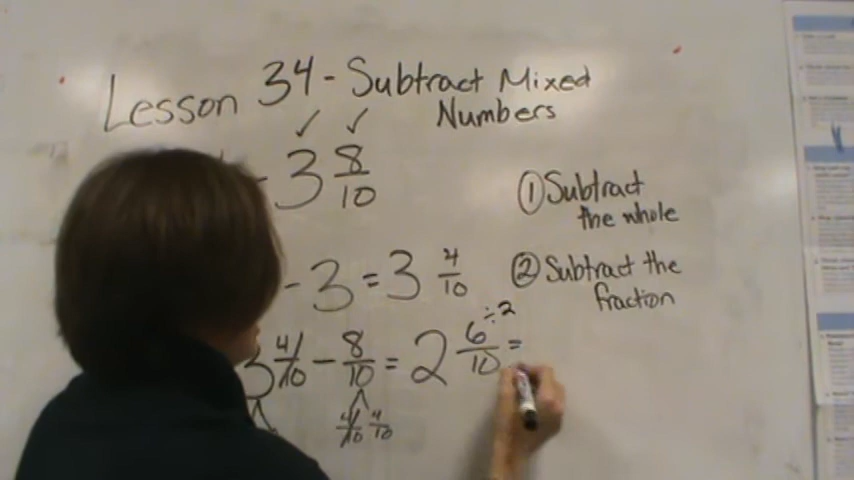 Lesson 34 - Subtract Mixed
Numbers
✓ ✓
- 3 8/10
① Subtract
the whole
- 3 = 3 4/10
② Subtract the
fraction
3 4/10 - 8/10 = 2 6/10 ÷2 =
4/10 4/10